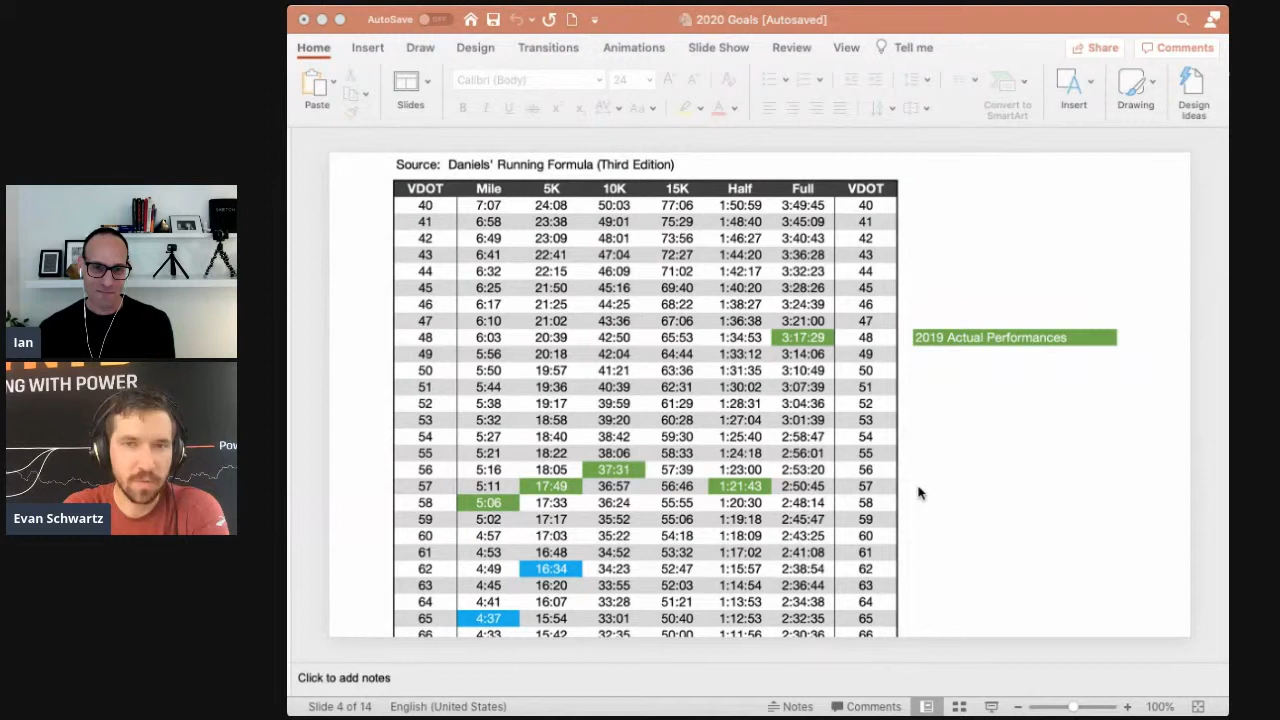 AutoSave OFF 2020 Goals [Autosaved]
Home Insert Draw Design Transitions Animations Slide Show Review View Tell me Share Comments
Calibri (Body) 24
Paste Slides Convert to SmartArt Insert Drawing Design Ideas
Source: Daniels' Running Formula (Third Edition)
VDOT Mile 5K 10K 15K Half Full VDOT
40 7:07 24:08 50:03 77:06 1:50:59 3:49:45 40
41 6:58 23:38 49:01 75:29 1:48:40 3:45:09 41
42 6:49 23:09 48:01 73:56 1:46:27 3:40:43 42
43 6:41 22:41 47:04 72:27 1:44:20 3:36:28 43
44 6:32 22:15 46:09 71:02 1:42:17 3:32:23 44
45 6:25 21:50 45:16 69:40 1:40:20 3:28:26 45
46 6:17 21:25 44:25 68:22 1:38:27 3:24:39 46
47 6:10 21:02 43:36 67:06 1:36:38 3:21:00 47
48 6:03 20:39 42:50 65:53 1:34:53 3:17:29 48 2019 Actual Performances
49 5:56 20:18 42:04 64:44 1:33:12 3:14:06 49
50 5:50 19:57 41:21 63:36 1:31:35 3:10:49 50
51 5:44 19:36 40:39 62:31 1:30:02 3:07:39 51
52 5:38 19:17 39:59 61:29 1:28:31 3:04:36 52
53 5:32 18:58 39:20 60:28 1:27:04 3:01:39 53
54 5:27 18:40 38:42 59:30 1:25:40 2:58:47 54
55 5:21 18:22 38:06 58:33 1:24:18 2:56:01 55
56 5:16 18:05 37:31 57:39 1:23:00 2:53:20 56
57 5:11 17:49 36:57 56:46 1:21:43 2:50:45 57
58 5:06 17:33 36:24 55:55 1:20:30 2:48:14 58
59 5:02 17:17 35:52 55:06 1:19:18 2:45:47 59
60 4:57 17:03 35:22 54:18 1:18:09 2:43:25 60
61 4:53 16:48 34:52 53:32 1:17:02 2:41:08 61
62 4:49 16:34 34:23 52:47 1:15:57 2:38:54 62
63 4:45 16:20 33:55 52:03 1:14:54 2:36:44 63
64 4:41 16:07 33:28 51:21 1:13:53 2:34:38 64
65 4:37 15:54 33:01 50:40 1:12:53 2:32:35 65
66 4:33 15:42 32:35 50:00 1:11:56 2:30:36 66
Click to add notes
Slide 4 of 14 English (United States) Notes Comments 100%
Ian
NG WITH POWER
Pow
Evan Schwartz